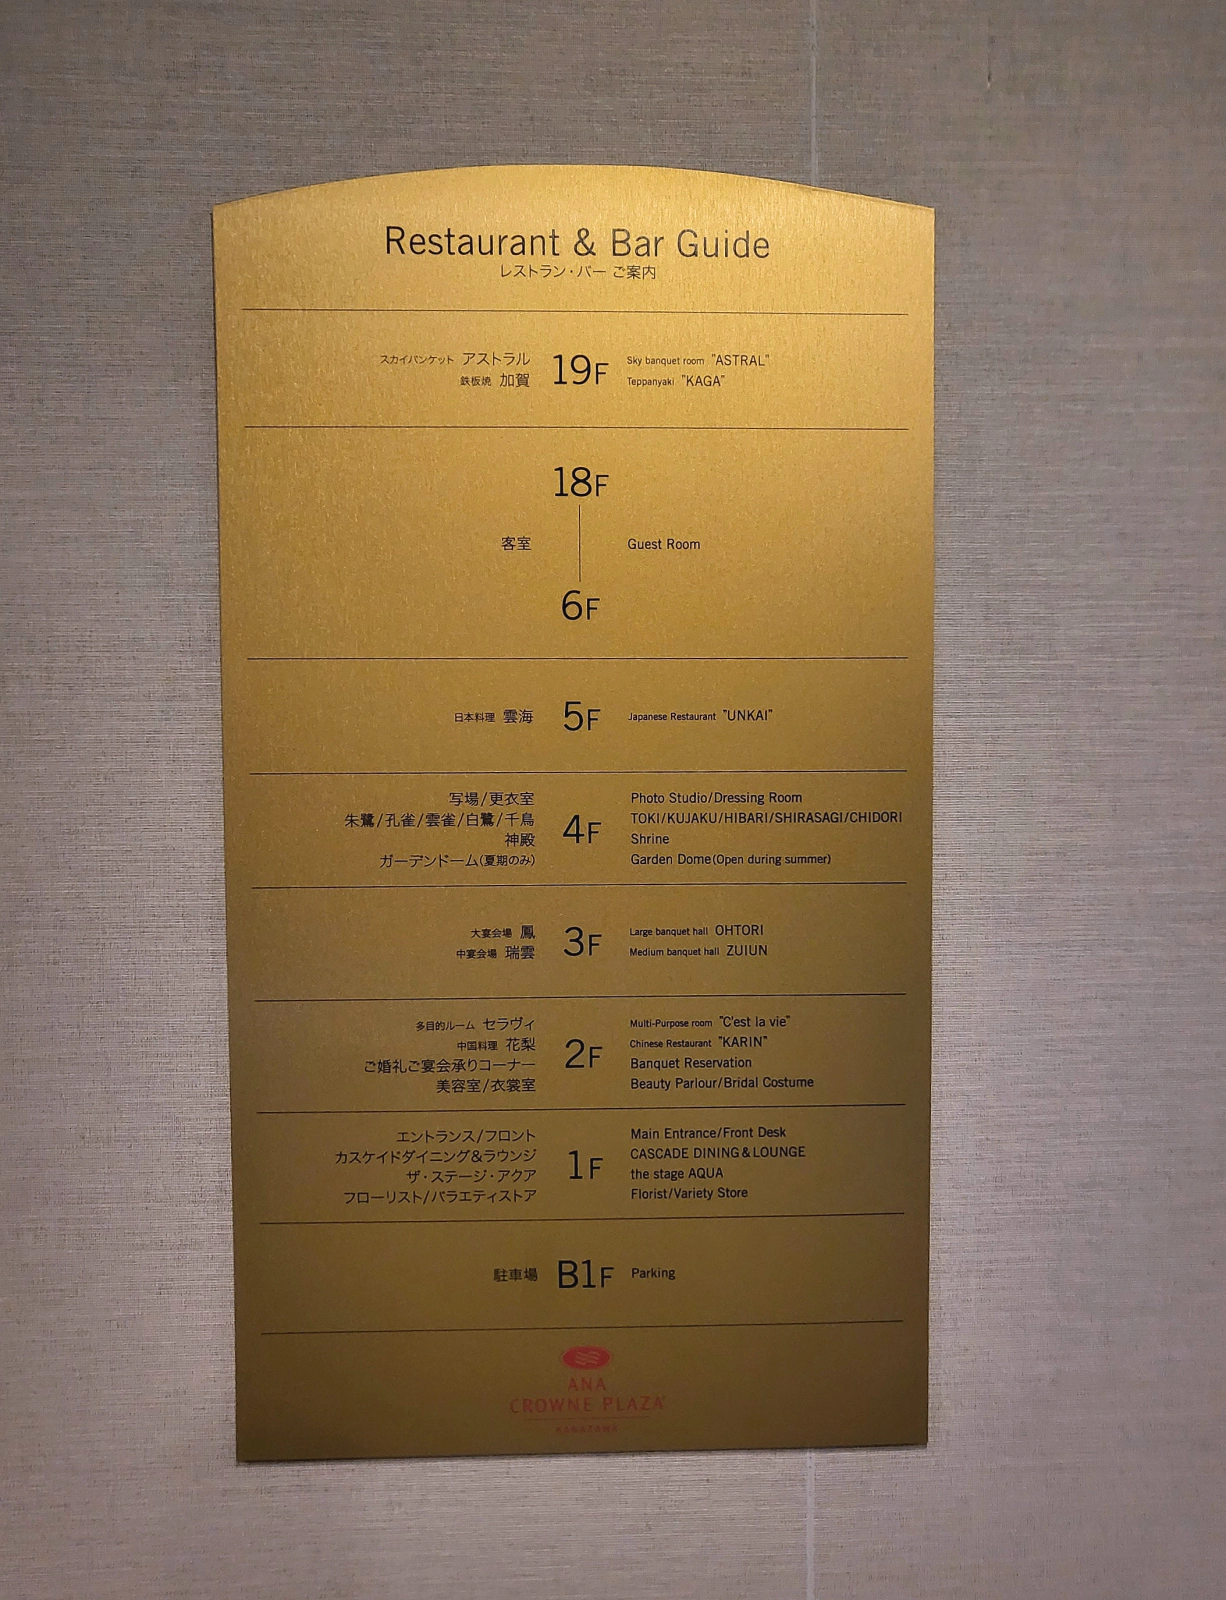 Restaurant & Bar Guide
レストラン・バー ご案内
スカイバンケット アストラル 19F Sky banquet room "ASTRAL"
鉄板焼 加賀 Teppanyaki "KAGA"
18F
客室 Guest Room
6F
日本料理 雲海 5F Japanese Restaurant "UNKAI"
写場/更衣室 Photo Studio/Dressing Room
朱鷺/孔雀/雲雀/白鷺/千鳥 4F TOKI/KUJAKU/HIBARI/SHIRASAGI/CHIDORI
神殿 Shrine
ガーデンドーム(夏期のみ) Garden Dome(Open during summer)
大宴会場 鳳 3F Large banquet hall OHTORI
中宴会場 瑞雲 Medium banquet hall ZUIUN
多目的ルーム セラヴィ Multi-Purpose room "C'est la vie"
中国料理 花梨 2F Chinese Restaurant "KARIN"
ご婚礼ご宴会承りコーナー Banquet Reservation
美容室/衣裳室 Beauty Parlour/Bridal Costume
エントランス/フロント Main Entrance/Front Desk
カスケイドダイニング&ラウンジ 1F CASCADE DINING & LOUNGE
ザ・ステージ・アクア the stage AQUA
フローリスト/バラエティストア Florist/Variety Store
駐車場 B1F Parking
ANA
CROWNE PLAZA
KANAZAWA